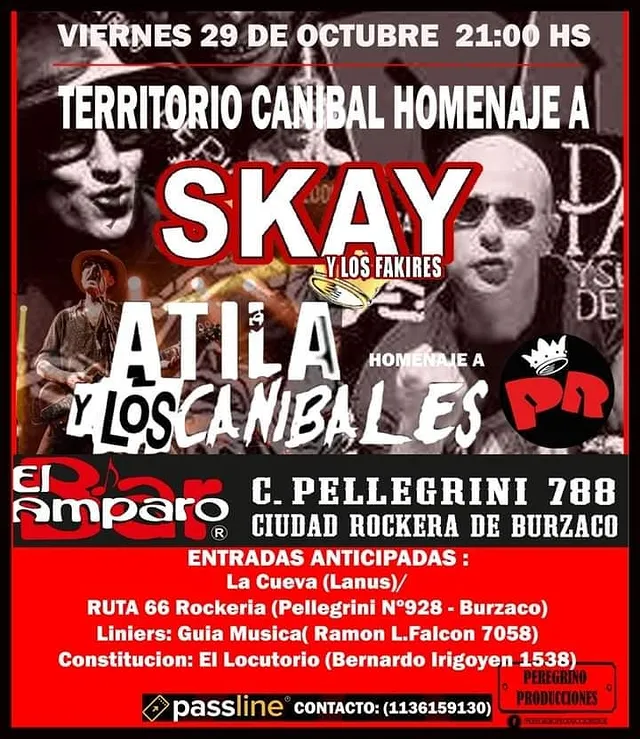 VIERNES 29 DE OCTUBRE 21:00 HS
TERRITORIO CANIBAL HOMENAJE A
SKAY
Y LOS FAKIRES
ATILA
Y LOS CANIBALES
HOMENAJE A
PR
El Amparo Bar ®
C. PELLEGRINI 788
CIUDAD ROCKERA DE BURZACO
ENTRADAS ANTICIPADAS :
La Cueva (Lanus)/
RUTA 66 Rockeria (Pellegrini Nº928 - Burzaco)
Liniers: Guia Musica( Ramon L.Falcon 7058)
Constitucion: El Locutorio (Bernardo Irigoyen 1538)
PEREGRINO
PRODUCCIONES
passline CONTACTO: (1136159130)